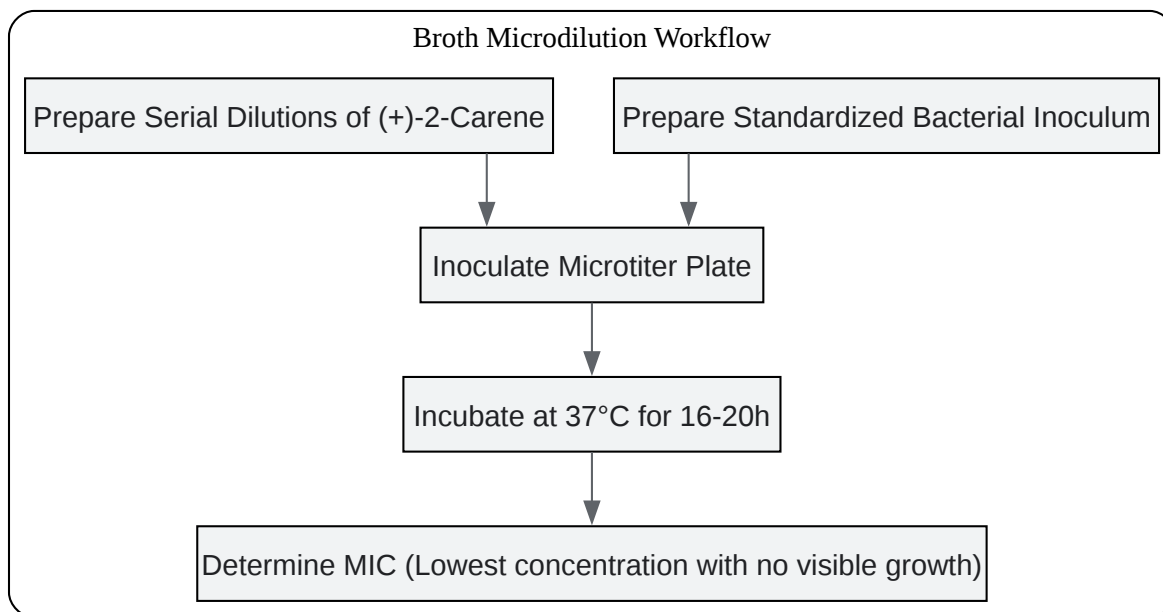 Broth Microdilution Workflow
Prepare Serial Dilutions of (+)-2-Carene
Prepare Standardized Bacterial Inoculum
Inoculate Microtiter Plate
Incubate at 37°C for 16-20h
Determine MIC (Lowest concentration with no visible growth)